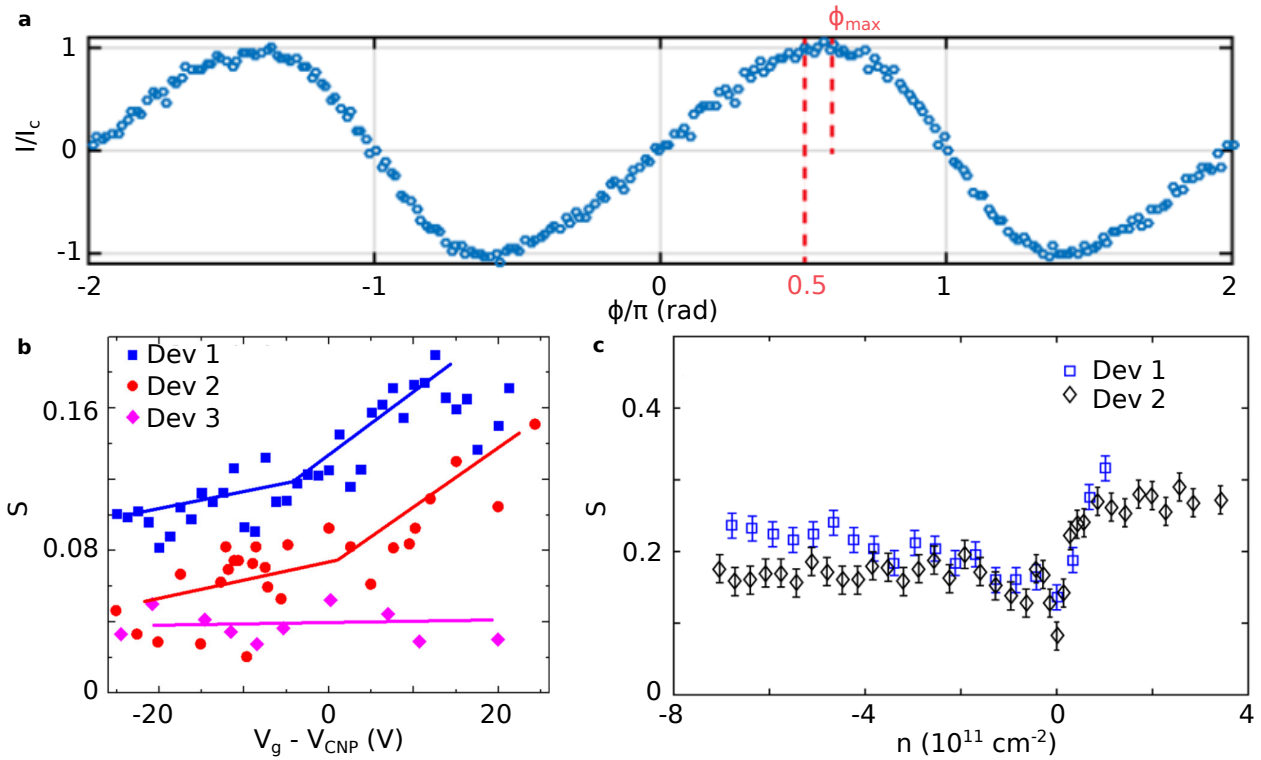 a
ϕmax
1
0
-1
I/Ic
-2 -1 0 0.5 1 2
ϕ/π (rad)
b
Dev 1
Dev 2
Dev 3
0.16
0.08
0
S
-20 0 20
Vg - VCNP (V)
c
Dev 1
Dev 2
0.4
0.2
0
S
-8 -4 0 4
n (10¹¹ cm⁻²)